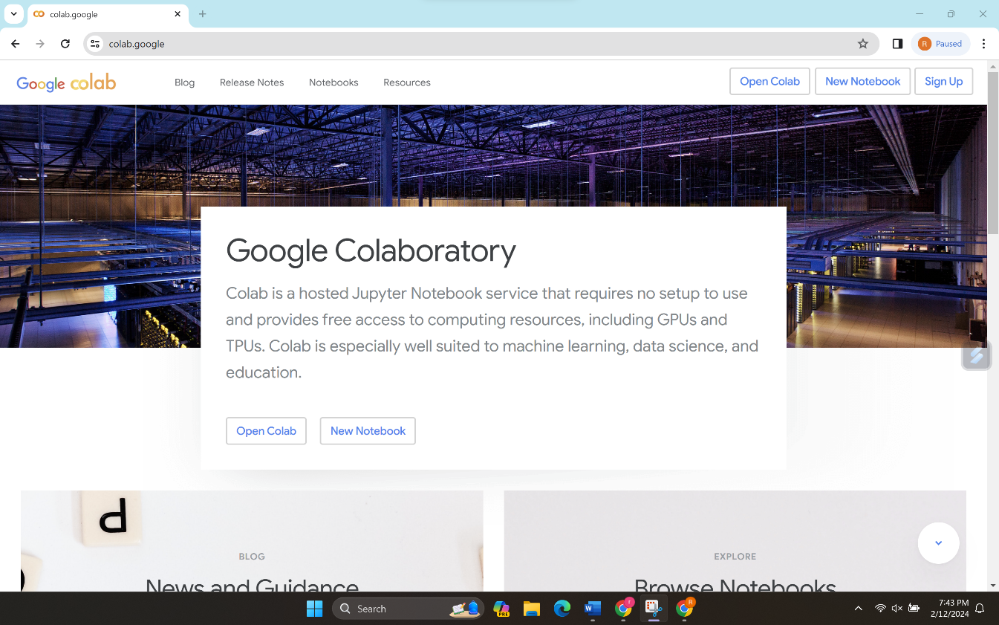 colab.google
colab.google
R Paused
Google colab
Blog Release Notes Notebooks Resources
Open Colab New Notebook Sign Up
Google Colaboratory
Colab is a hosted Jupyter Notebook service that requires no setup to use
and provides free access to computing resources, including GPUs and
TPUs. Colab is especially well suited to machine learning, data science, and
education.
Open Colab New Notebook
d
BLOG
News and Guidance
EXPLORE
Browse Notebooks
Search
PRE
W
r
R
7:43 PM
2/12/2024